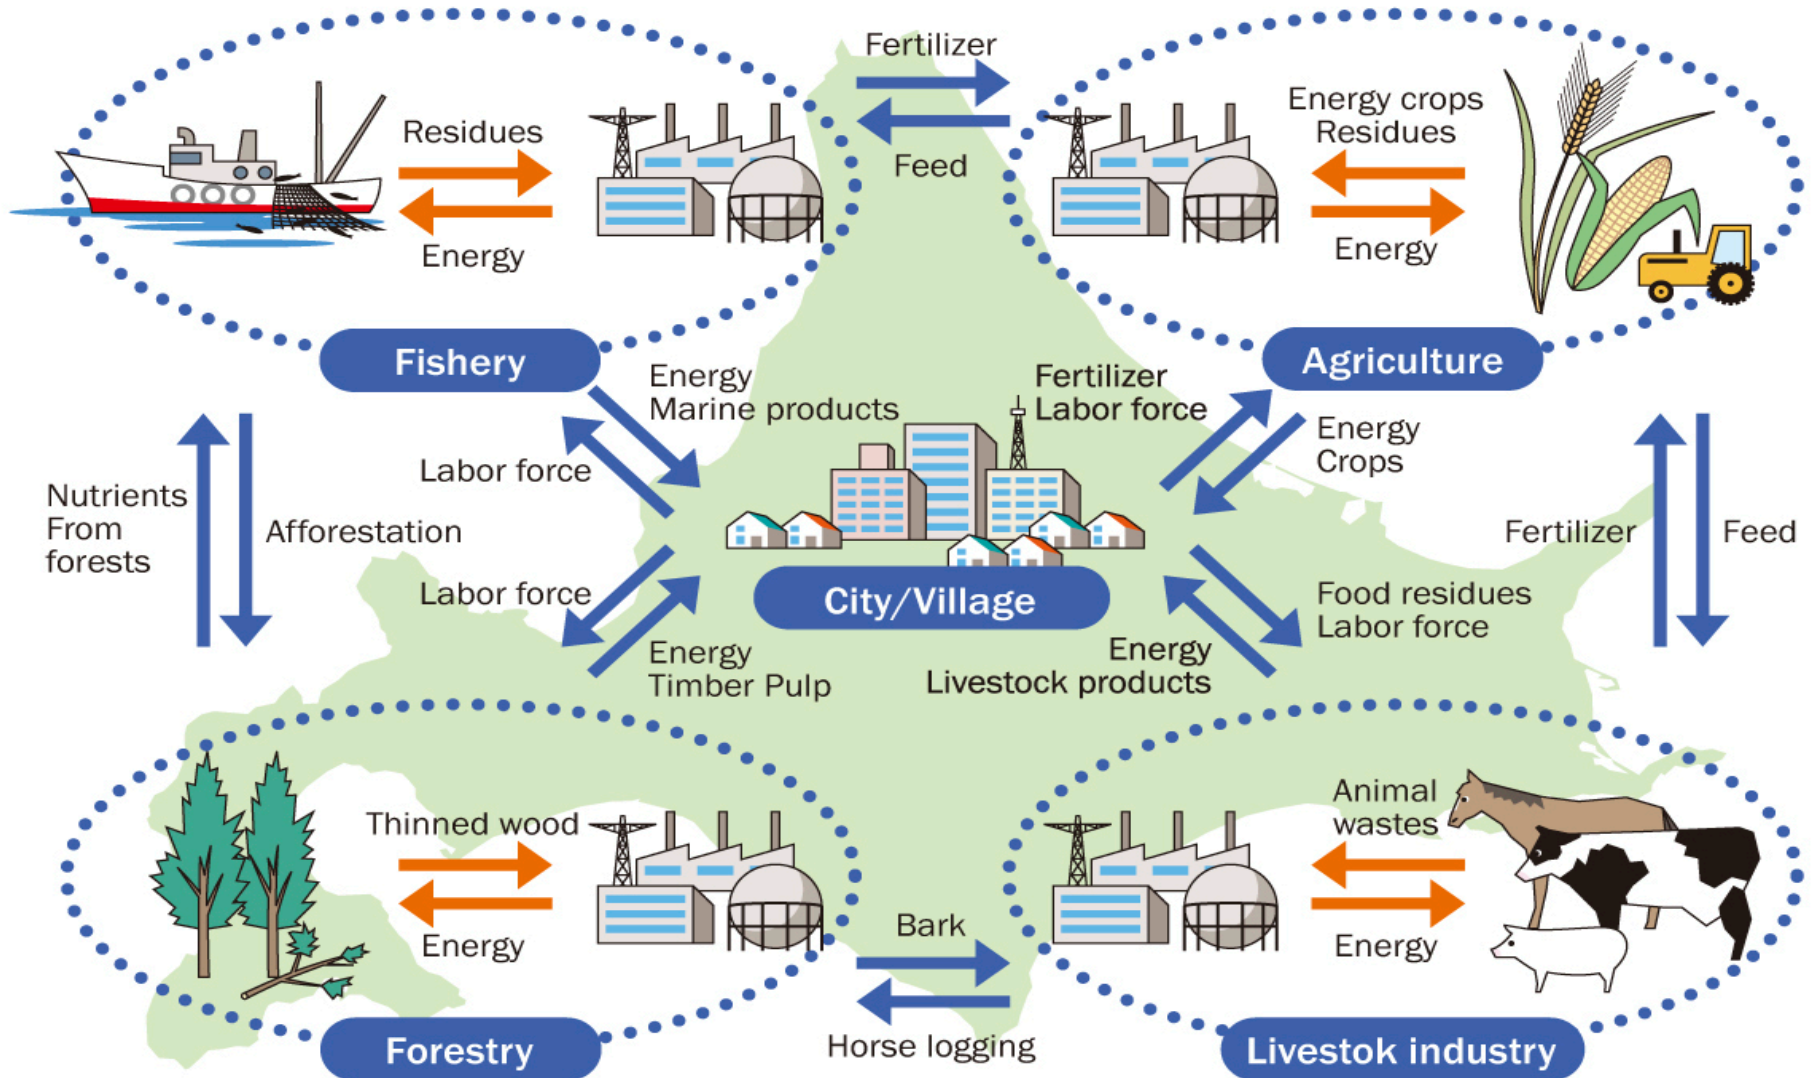 Fertilizer
Feed
Residues
Energy
Energy crops
Residues
Energy
Fishery
Agriculture
Energy
Marine products
Fertilizer
Labor force
Labor force
Energy
Crops
Nutrients
From
forests
Afforestation
Fertilizer
Feed
Labor force
City/Village
Food residues
Labor force
Energy
Timber Pulp
Energy
Livestock products
Thinned wood
Energy
Animal
wastes
Energy
Bark
Horse logging
Forestry
Livestok industry